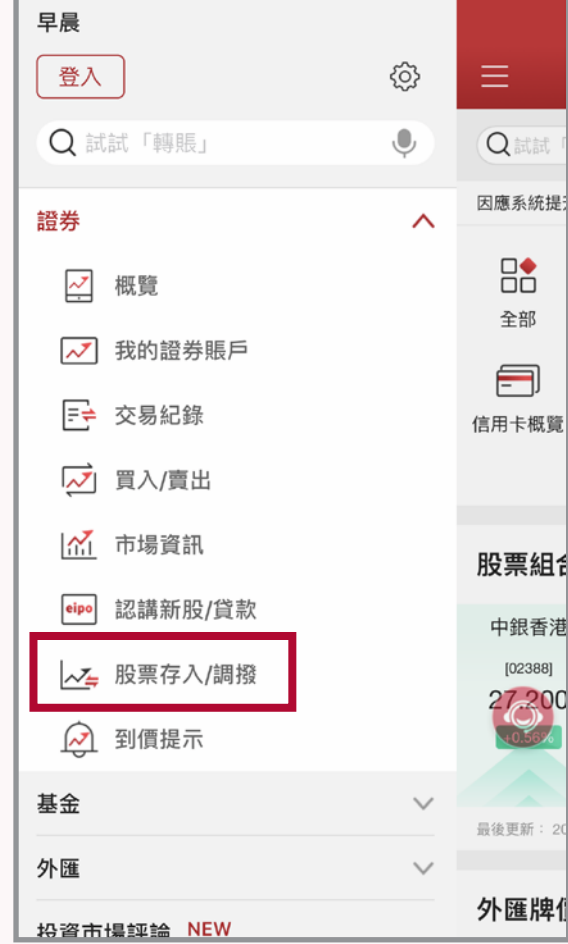 早晨
登入
試試「轉賬」
證券
概覽
我的證券賬戶
交易紀錄
買入/賣出
市場資訊
eipo 認購新股/貸款
股票存入/調撥
到價提示
基金
外匯
投資市場評論 NEW
試試「
因應系統提
全部
信用卡概覽
股票組合
中銀香港
[02388]
27.200
+0.56%
最後更新： 20
外匯牌價